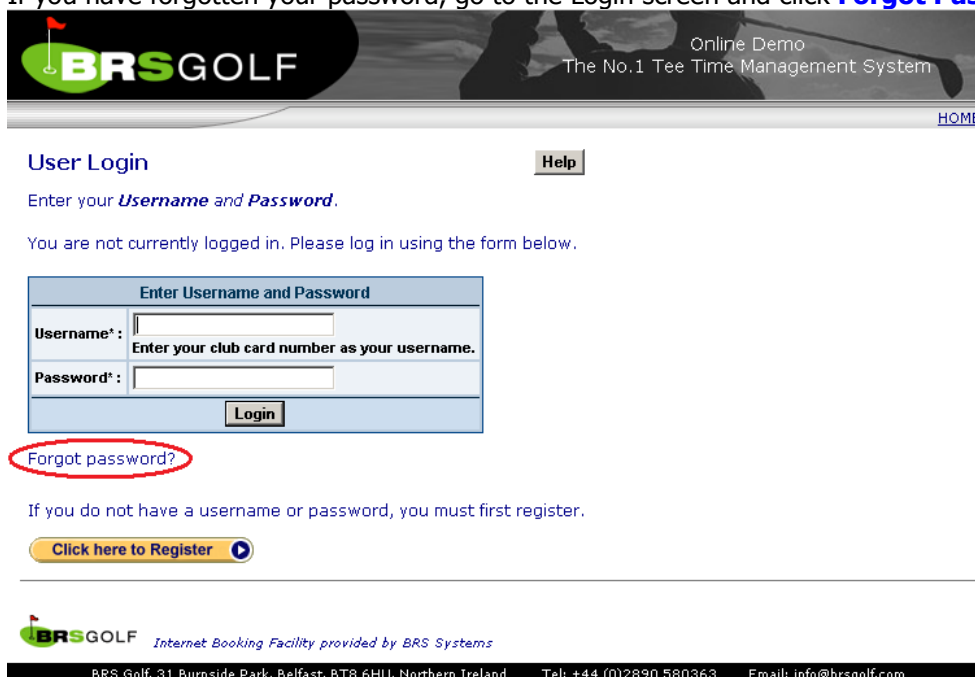 If you have forgotten your password, go to the Login screen and click Forgot
BRSGOLF
Online Demo
The No.1 Tee Time Management System
HOME
User Login
Help
Enter your Username and Password.
You are not currently logged in. Please log in using the form below.
Enter Username and Password
Username* :
Enter your club card number as your username.
Password* :
Login
Forgot password?
If you do not have a username or password, you must first register.
Click here to Register
BRSGOLF Internet Booking Facility provided by BRS Systems
BRS Golf, 31 Burnside Park, Belfast, BT8 6HU, Northern Ireland Tel: +44 (0)2890 580363 Email: info@brsgolf.com